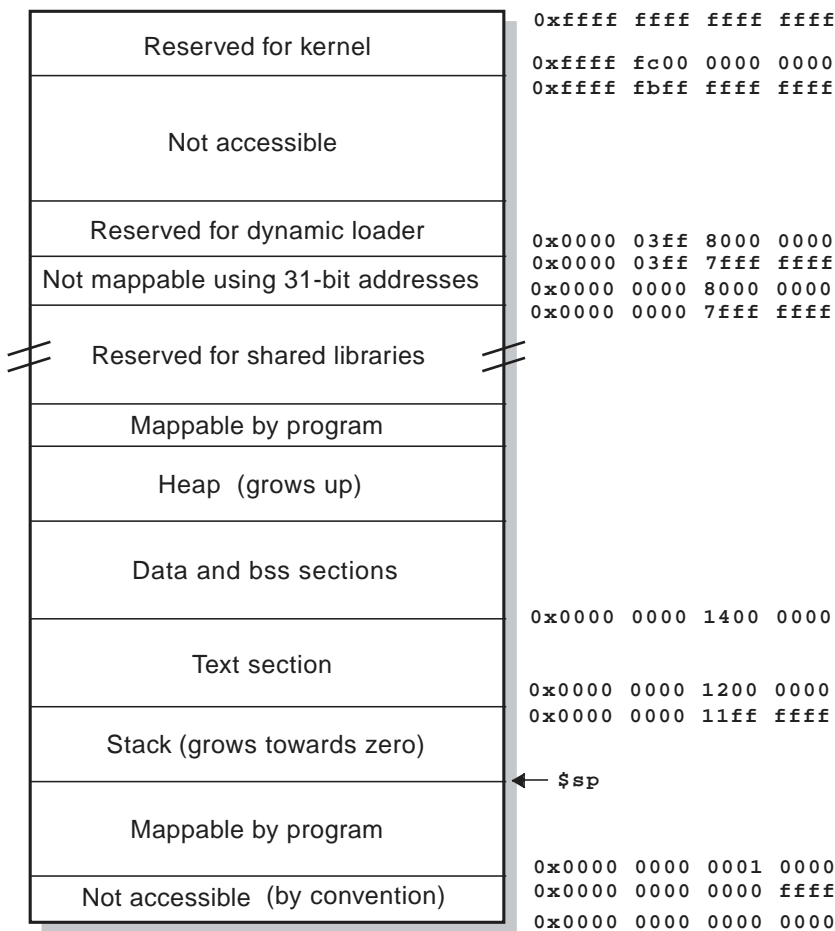 0xffff ffff ffff ffff
Reserved for kernel
0xffff fc00 0000 0000
0xffff fbff ffff ffff
Not accessible
Reserved for dynamic loader
0x0000 03ff 8000 0000
0x0000 03ff 7fff ffff
Not mappable using 31-bit addresses
0x0000 0000 8000 0000
0x0000 0000 7fff ffff
Reserved for shared libraries
Mappable by program
Heap (grows up)
Data and bss sections
0x0000 0000 1400 0000
Text section
0x0000 0000 1200 0000
0x0000 0000 11ff ffff
Stack (grows towards zero)
$sp
Mappable by program
0x0000 0000 0001 0000
0x0000 0000 0000 ffff
Not accessible (by convention)
0x0000 0000 0000 0000